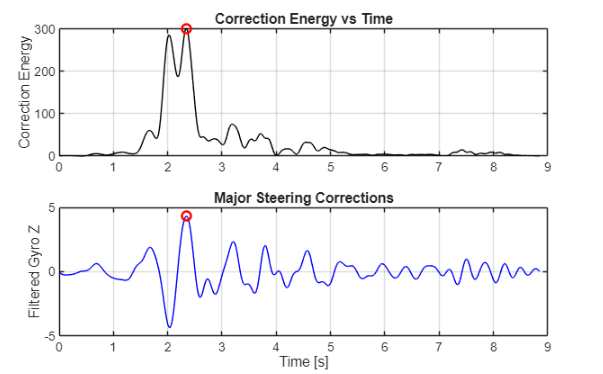 Correction Energy vs Time
Correction Energy
300
200
100
0
0 1 2 3 4 5 6 7 8 9
Major Steering Corrections
Filtered Gyro Z
5
0
-5
0 1 2 3 4 5 6 7 8 9
Time [s]